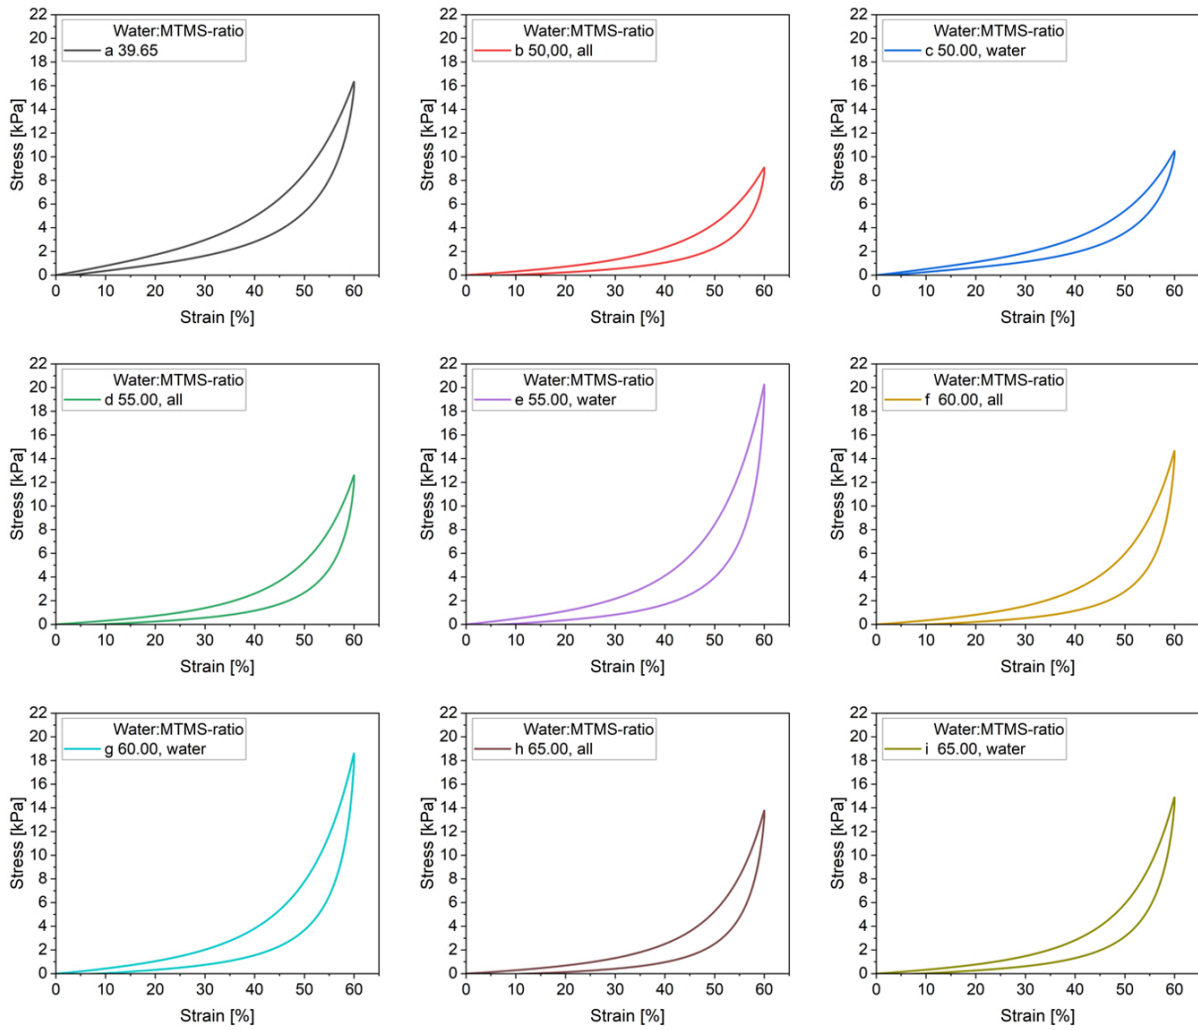 Water:MTMS-ratio
a 39.65
22
20
18
16
14
12
10
8
6
4
2
0
Stress [kPa]
0 10 20 30 40 50 60
Strain [%]
Water:MTMS-ratio
b 50,00, all
22
20
18
16
14
12
10
8
6
4
2
0
Stress [kPa]
0 10 20 30 40 50 60
Strain [%]
Water:MTMS-ratio
c 50.00, water
22
20
18
16
14
12
10
8
6
4
2
0
Stress [kPa]
0 10 20 30 40 50 60
Strain [%]
Water:MTMS-ratio
d 55.00, all
22
20
18
16
14
12
10
8
6
4
2
0
Stress [kPa]
0 10 20 30 40 50 60
Strain [%]
Water:MTMS-ratio
e 55.00, water
22
20
18
16
14
12
10
8
6
4
2
0
Stress [kPa]
0 10 20 30 40 50 60
Strain [%]
Water:MTMS-ratio
f 60.00, all
22
20
18
16
14
12
10
8
6
4
2
0
Stress [kPa]
0 10 20 30 40 50 60
Strain [%]
Water:MTMS-ratio
g 60.00, water
22
20
18
16
14
12
10
8
6
4
2
0
Stress [kPa]
0 10 20 30 40 50 60
Strain [%]
Water:MTMS-ratio
h 65.00, all
22
20
18
16
14
12
10
8
6
4
2
0
Stress [kPa]
0 10 20 30 40 50 60
Strain [%]
Water:MTMS-ratio
i 65.00, water
22
20
18
16
14
12
10
8
6
4
2
0
Stress [kPa]
0 10 20 30 40 50 60
Strain [%]